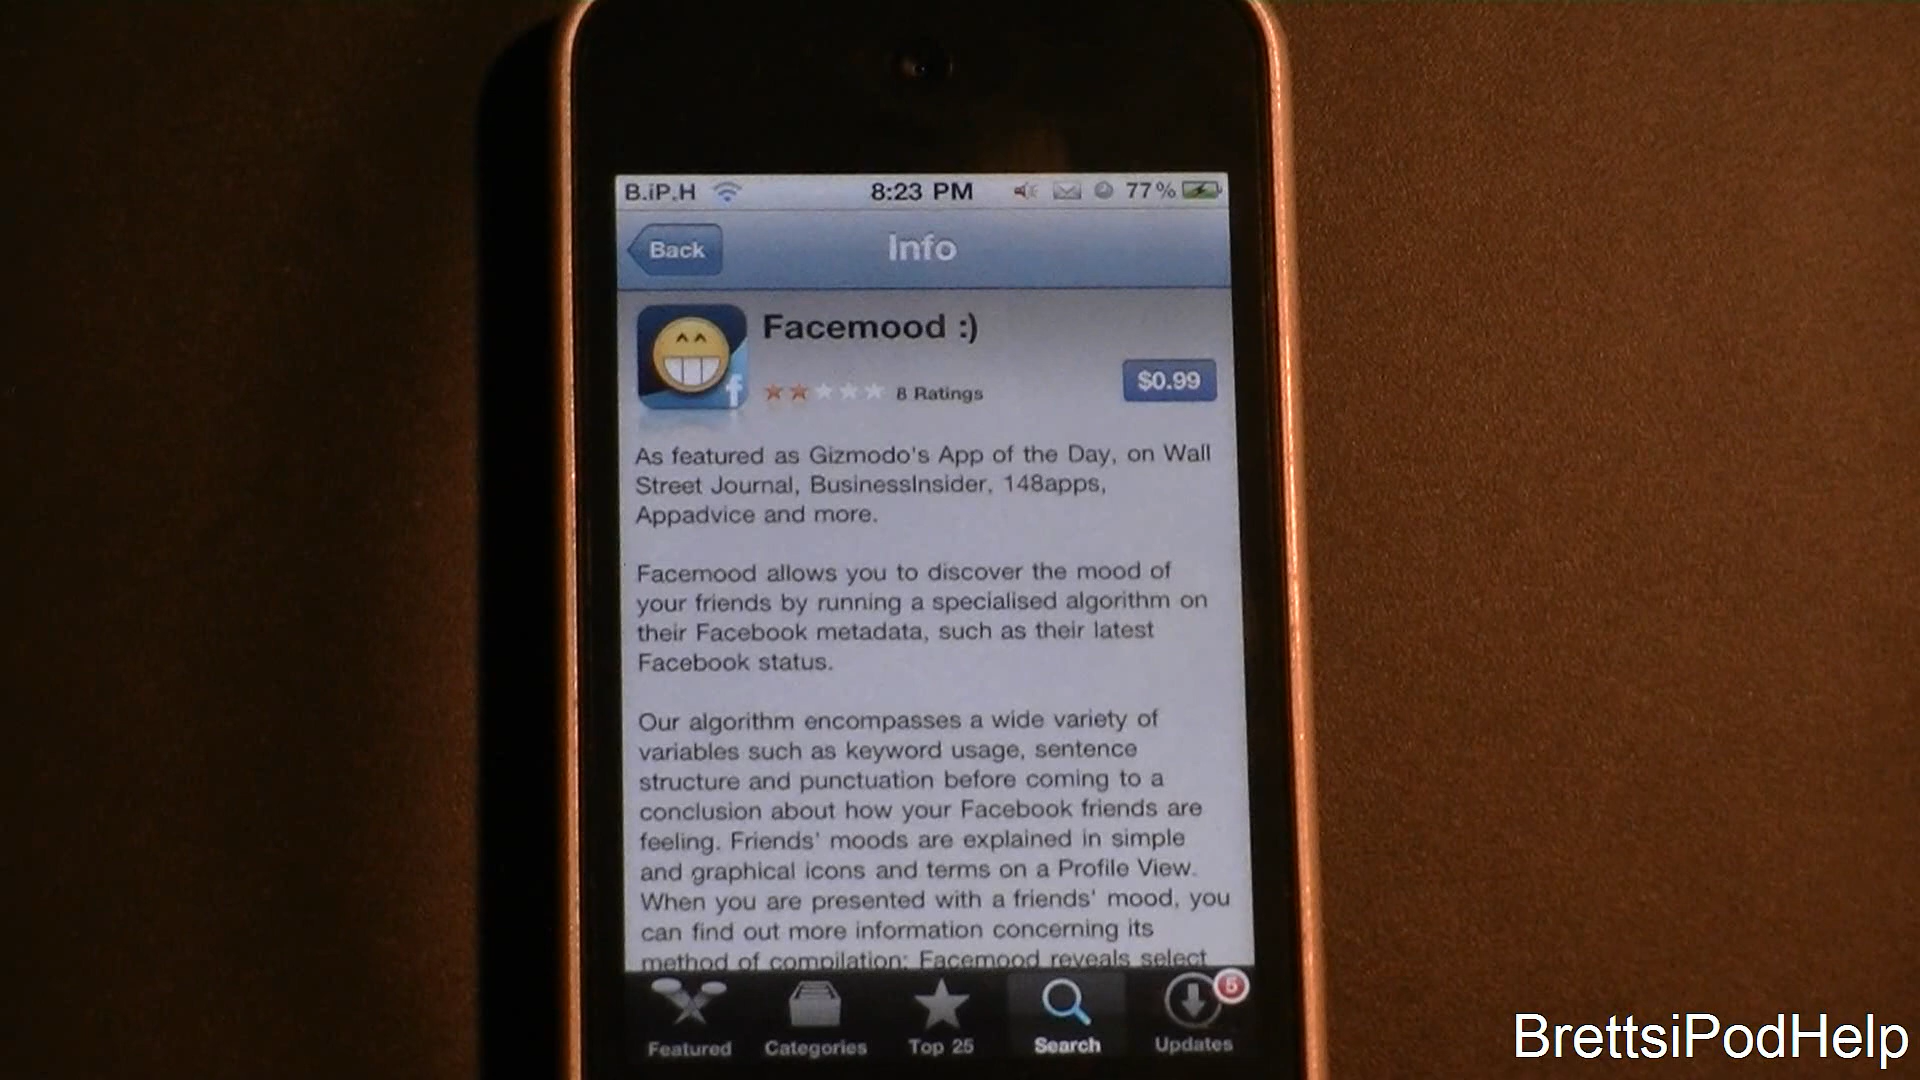 B.iP.H 8:23 PM 77%
Back Info
Facemood :)
8 Ratings $0.99
f
As featured as Gizmodo's App of the Day, on Wall
Street Journal, BusinessInsider, 148apps,
Appadvice and more.
Facemood allows you to discover the mood of
your friends by running a specialised algorithm on
their Facebook metadata, such as their latest
Facebook status.
Our algorithm encompasses a wide variety of
variables such as keyword usage, sentence
structure and punctuation before coming to a
conclusion about how your Facebook friends are
feeling. Friends' moods are explained in simple
and graphical icons and terms on a Profile View.
When you are presented with a friends' mood, you
can find out more information concerning its
method of compilation: Facemood reveals select
5
Featured Categories Top 25 Search Updates
BrettsiPodHelp